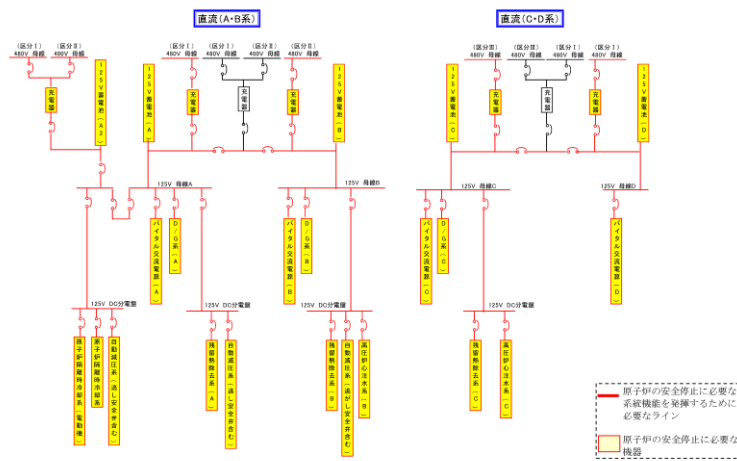 直流(A・B系)
直流(C・D系)
(区分Ⅰ)
(区分Ⅱ)
480V 母線
480V 母線
(区分Ⅰ)
(区分Ⅰ)
(区分Ⅱ)
(区分Ⅱ)
480V 母線
480V 母線
480V 母線
480V 母線
(区分Ⅲ)
(区分Ⅲ)
(区分Ⅰ)
(区分Ⅰ)
480V 母線
480V 母線
480V 母線
480V 母線
充電器
125V蓄電池(A2)
125V蓄電池(A)
充電器
充電器
充電器
125V蓄電池(B)
125V蓄電池(C)
充電器
充電器
充電器
125V蓄電池(D)
125V 母線A
125V 母線B
125V 母線C
125V 母線D
バイタル交流電源(A)
D/G系(A)
バイタル交流電源(B)
D/G系(B)
バイタル交流電源(C)
D/G系(C)
バイタル交流電源(D)
125V DC分電盤
125V DC分電盤
125V DC分電盤
125V DC分電盤
原子炉隔離時冷却系(電動機)
原子炉隔離時冷却系
自動減圧系(逃し安全弁含む)
残留熱除去系(A)
自動減圧系(逃し安全弁含む)
残留熱除去系(B)
自動減圧系(逃がし安全弁含む)
高圧炉心注水系(B)
残留熱除去系(C)
高圧炉心注水系(C)
原子炉の安全停止に必要な
系統機能を発揮するために
必要なライン
原子炉の安全停止に必要な
機器